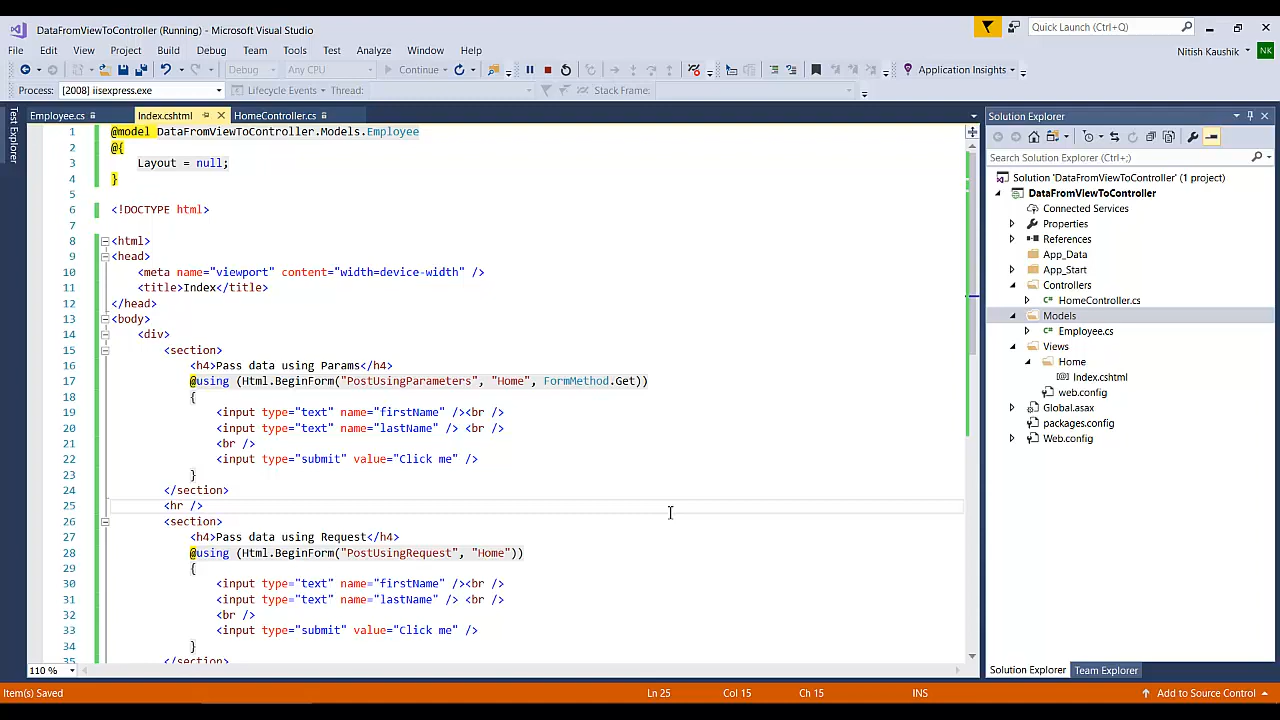 DataFromViewToController (Running) - Microsoft Visual Studio
Quick Launch (Ctrl+Q)
File Edit View Project Build Debug Team Tools Test Analyze Window Help
Nitish Kaushik NK
Debug Any CPU Continue Application Insights
Process: [2008] iisexpress.exe Lifecycle Events Thread: Stack Frame:
Test Explorer
Employee.cs Index.cshtml HomeController.cs
1 @model DataFromViewToController.Models.Employee
2 @{
3 Layout = null;
4 }
5
6 <!DOCTYPE html>
7
8 <html>
9 <head>
10 <meta name="viewport" content="width=device-width" />
11 <title>Index</title>
12 </head>
13 <body>
14 <div>
15 <section>
16 <h4>Pass data using Params</h4>
17 @using (Html.BeginForm("PostUsingParameters", "Home", FormMethod.Get))
18 {
19 <input type="text" name="firstName" /><br />
20 <input type="text" name="lastName" /> <br />
21 <br />
22 <input type="submit" value="Click me" />
23 }
24 </section>
25 <hr />
26 <section>
27 <h4>Pass data using Request</h4>
28 @using (Html.BeginForm("PostUsingRequest", "Home"))
29 {
30 <input type="text" name="firstName" /><br />
31 <input type="text" name="lastName" /> <br />
32 <br />
33 <input type="submit" value="Click me" />
34 }
35 </section>
110 %
Solution Explorer
Search Solution Explorer (Ctrl+;)
Solution 'DataFromViewToController' (1 project)
DataFromViewToController
Connected Services
Properties
References
App_Data
App_Start
Controllers
HomeController.cs
Models
Employee.cs
Views
Home
Index.cshtml
web.config
Global.asax
packages.config
Web.config
Solution Explorer Team Explorer
Item(s) Saved Ln 25 Col 15 Ch 15 INS Add to Source Control